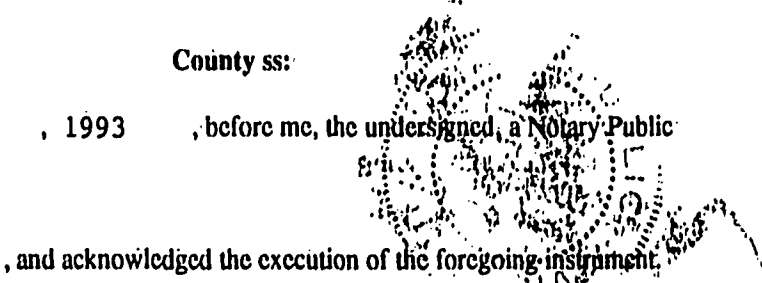 County ss:
, 1993 , before me, the undersigned, a Notary Public
, and acknowledged the execution of the foregoing instrument.